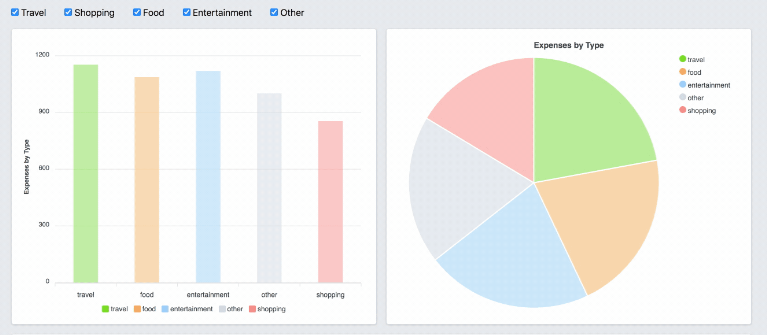 Travel Shopping Food Entertainment Other
1200
900
600
300
0
Expenses by Type
travel food entertainment other shopping
travel food entertainment other shopping
Expenses by Type
travel
food
entertainment
other
shopping